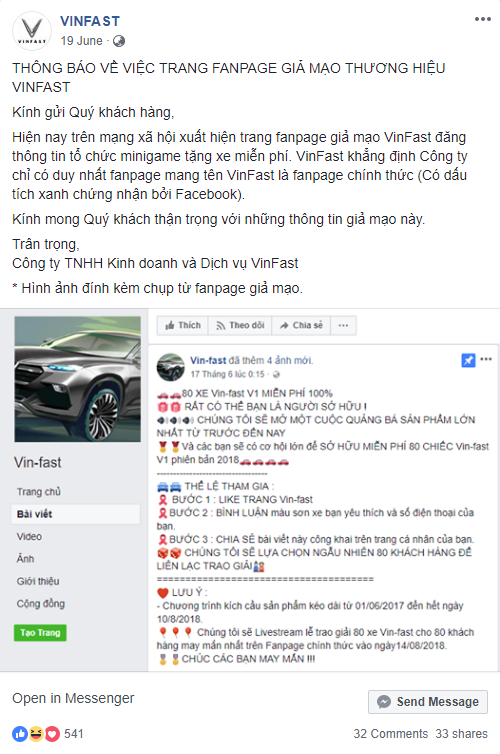 VINFAST
VINFAST
19 June ·
THÔNG BÁO VỀ VIỆC TRANG FANPAGE GIẢ MẠO THƯƠNG HIỆU
VINFAST
Kính gửi Quý khách hàng,
Hiện nay trên mạng xã hội xuất hiện trang fanpage giả mạo VinFast đăng
thông tin tổ chức minigame tặng xe miễn phí. VinFast khẳng định Công ty
chỉ có duy nhất fanpage mang tên VinFast là fanpage chính thức (Có dấu
tích xanh chứng nhận bởi Facebook).
Kính mong Quý khách thận trọng với những thông tin giả mạo này.
Trân trọng,
Công ty TNHH Kinh doanh và Dịch vụ VinFast
* Hình ảnh đính kèm chụp từ fanpage giả mạo.
Thích
Theo dõi
Chia sẻ
Vin-fast
Trang chủ
Bài viết
Video
Ảnh
Giới thiệu
Cộng đồng
Tạo Trang
Vin-fast đã thêm 4 ảnh mới.
17 Tháng 6 lúc 0:15 ·
80 XE Vin-fast V1 MIỄN PHÍ 100%
RẤT CÓ THỂ BẠN LÀ NGƯỜI SỞ HỮU !
CHÚNG TÔI SẼ MỞ MỘT CUỘC QUẢNG BÁ SẢN PHẨM LỚN
NHẤT TỪ TRƯỚC ĐẾN NAY
Và các bạn sẽ có cơ hội lớn để SỞ HỮU MIỄN PHÍ 80 CHIẾC Vin-fast
V1 phiên bản 2018
------------------------------
THỂ LỆ THAM GIA :
BƯỚC 1 : LIKE TRANG Vin-fast
BƯỚC 2 : BÌNH LUẬN màu sơn xe bạn yêu thích và số điện thoại của
bạn.
BƯỚC 3 : CHIA SẺ bài viết này công khai trên trang cá nhân của bạn.
CHÚNG TÔI SẼ LỰA CHỌN NGẪU NHIÊN 80 KHÁCH HÀNG ĐỂ
LIÊN LẠC TRAO GIẢI
======================================
LƯU Ý :
- Chương trình kích cầu sản phẩm kéo dài từ 01/06/2017 đến hết ngày
10/8/2018.
Chúng tôi sẽ Livestream lễ trao giải 80 xe Vin-fast cho 80 khách
hàng may mắn nhất trên Fanpage chính thức vào ngày14/08/2018.
CHÚC CÁC BẠN MAY MẮN !!!
Open in Messenger
Send Message
541
32 Comments 33 shares